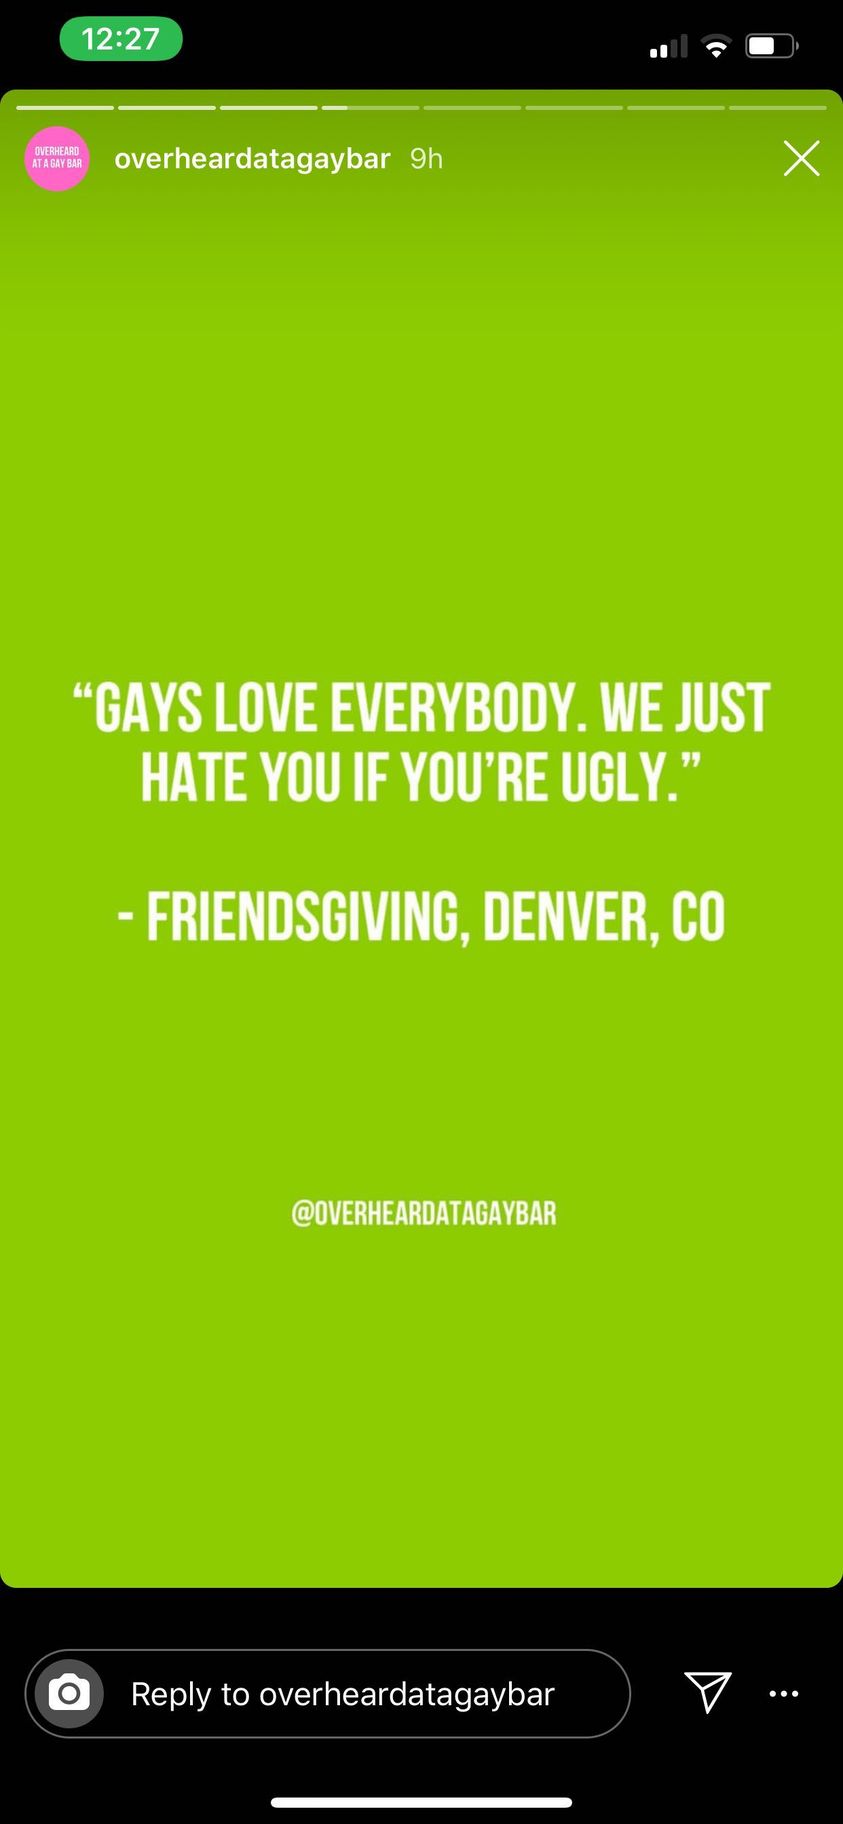 12:27
OVERHEARD
AT A GAY BAR
overheardatagaybar 9h
“GAYS LOVE EVERYBODY. WE JUST
HATE YOU IF YOU’RE UGLY.”
- FRIENDSGIVING, DENVER, CO
@OVERHEARDATAGAYBAR
Reply to overheardatagaybar